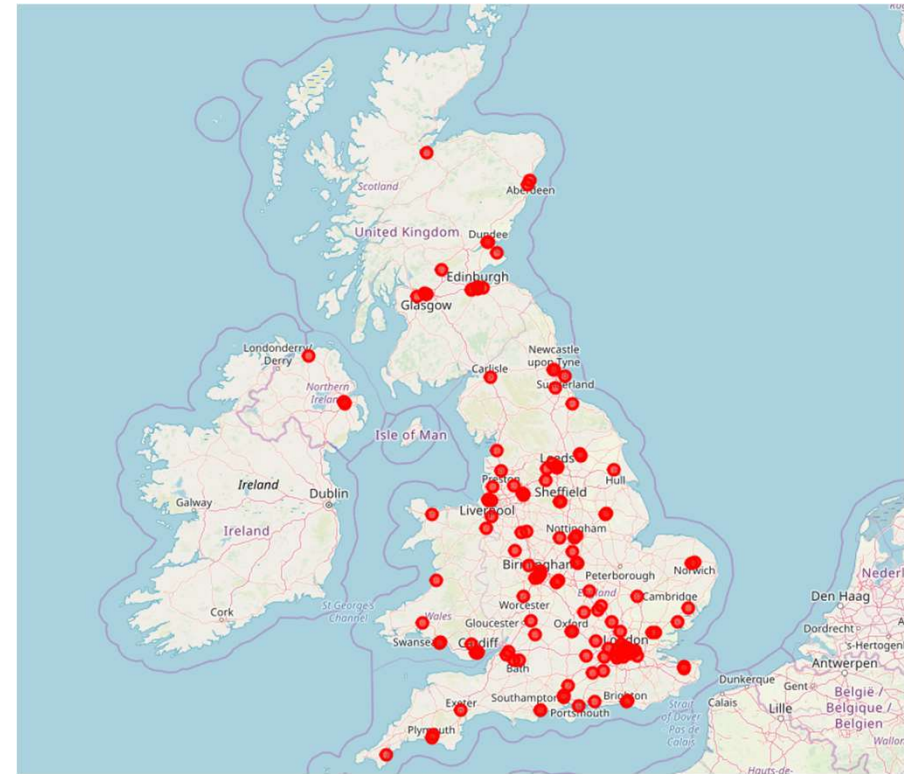 Scotland
Aberdeen
United Kingdom
Dundee
Edinburgh
Glasgow
Londonderry/
Derry
Newcastle
upon Tyne
Carlisle
Sunderland
Northern
Ireland
Isle of Man
Leeds
Preston
Hull
Ireland
Dublin
Galway
Sheffield
Liverpool
Ireland
Nottingham
Birmingham
Peterborough
Norwich
Nederl
England
Cambridge
Den Haag
Cork
St George's
Channel
Worcester
Wales
Gloucester
Oxford
Dordrecht
's-Hertogenb
Swansea
Cardiff
London
Bath
Antwerpen
Dunkerque
Gent
België /
Belgique /
Belgien
Exeter
Southampton
Brighton
Portsmouth
Strait
of Dover
- Pas de
Calais
Calais
Lille
Plymouth
Wallon
Hauts-de-